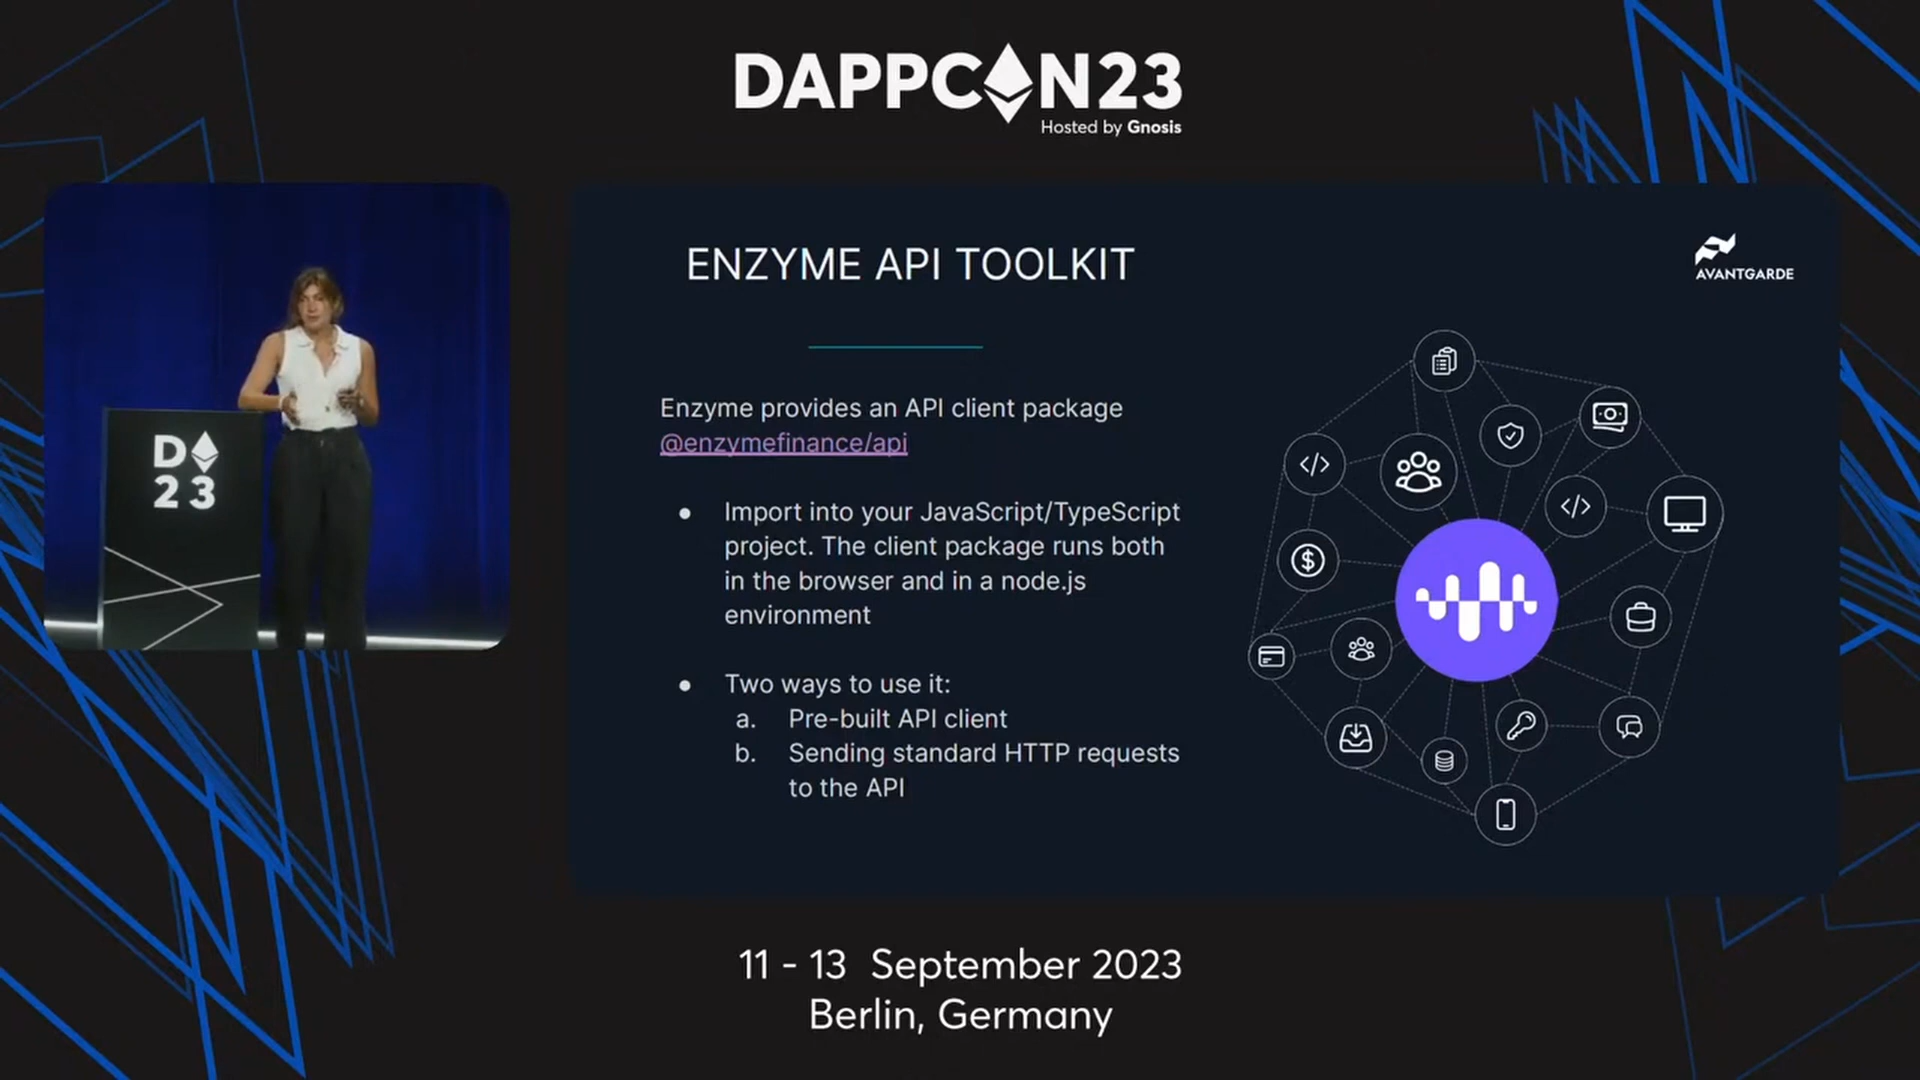 DAPPCON23
Hosted by Gnosis
D
23
ENZYME API TOOLKIT
AVANTGARDE
Enzyme provides an API client package
@enzymefinance/api
● Import into your JavaScript/TypeScript
project. The client package runs both
in the browser and in a node.js
environment
● Two ways to use it:
a. Pre-built API client
b. Sending standard HTTP requests
to the API
11 - 13 September 2023
Berlin, Germany